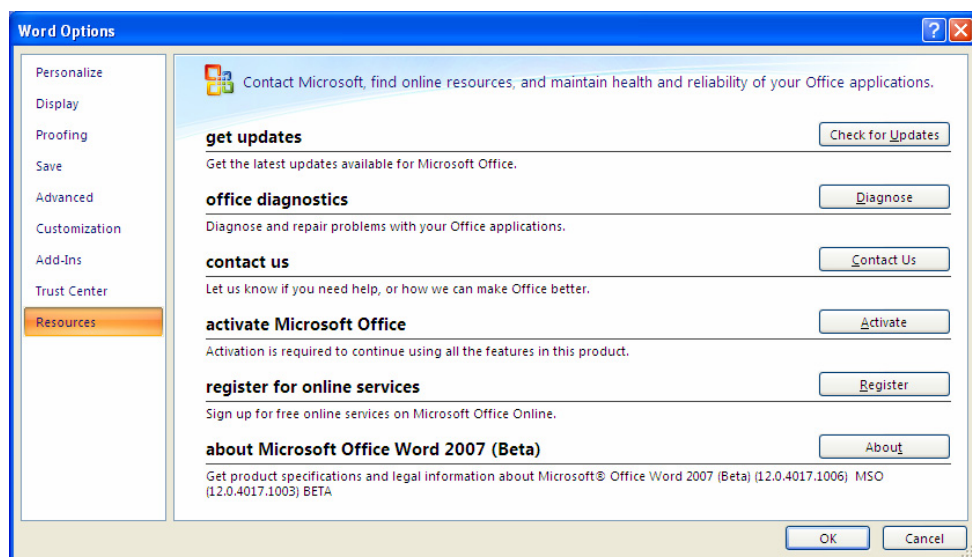 Word Options
Personalize
Display
Proofing
Save
Advanced
Customization
Add-Ins
Trust Center
Resources
Contact Microsoft, find online resources, and maintain health and reliability of your Office applications.
get updates
Check for Updates
Get the latest updates available for Microsoft Office.
office diagnostics
Diagnose
Diagnose and repair problems with your Office applications.
contact us
Contact Us
Let us know if you need help, or how we can make Office better.
activate Microsoft Office
Activate
Activation is required to continue using all the features in this product.
register for online services
Register
Sign up for free online services on Microsoft Office Online.
about Microsoft Office Word 2007 (Beta)
About
Get product specifications and legal information about Microsoft® Office Word 2007 (Beta) (12.0.4017.1006) MSO
(12.0.4017.1003) BETA
OK
Cancel